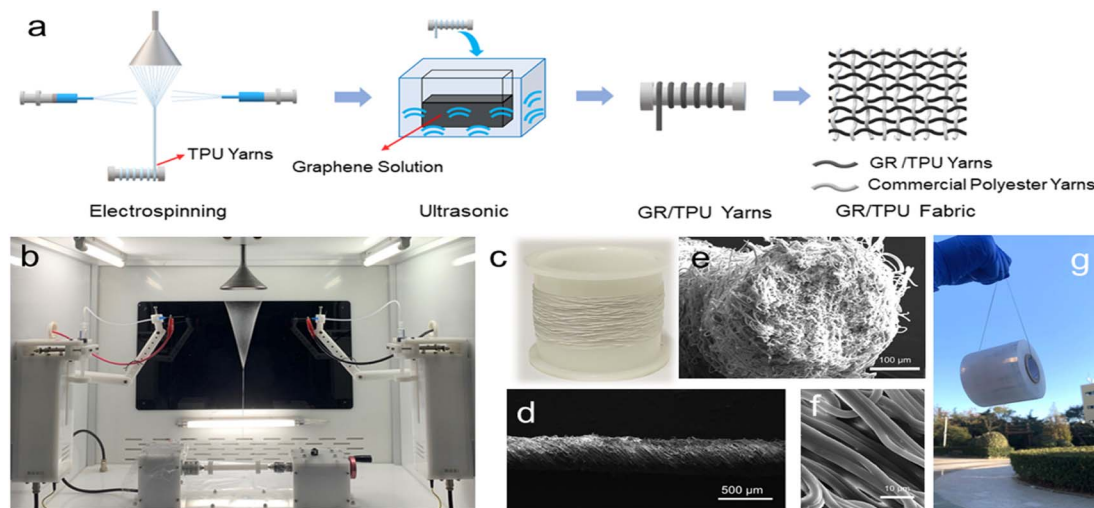 a
TPU Yarns
Graphene Solution
GR /TPU Yarns
Commercial Polyester Yarns
Electrospinning
Ultrasonic
GR/TPU Yarns
GR/TPU Fabric
b
c
e
100 μm
g
d
500 μm
f
10 μm